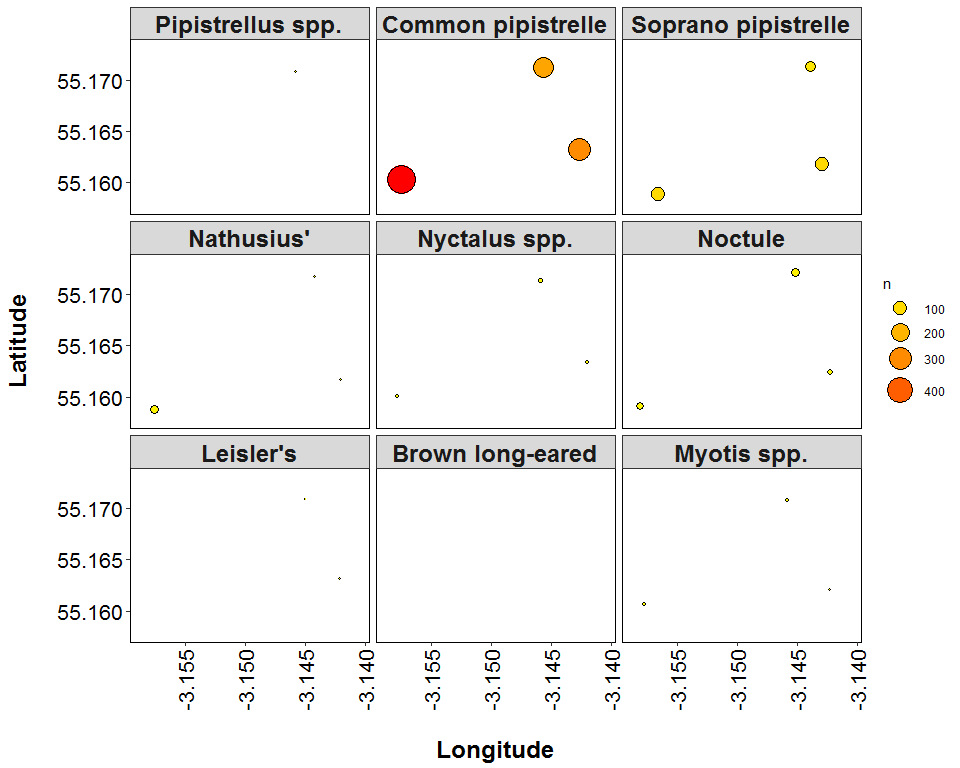 Pipistrellus spp. Common pipistrelle Soprano pipistrelle
55.170
55.165
55.160
Nathusius' Nyctalus spp. Noctule
55.170
55.165
55.160
Latitude
n
100
200
300
400
Leisler's Brown long-eared Myotis spp.
55.170
55.165
55.160
-3.155 -3.150 -3.145 -3.140 -3.155 -3.150 -3.145 -3.140 -3.155 -3.150 -3.145 -3.140
Longitude